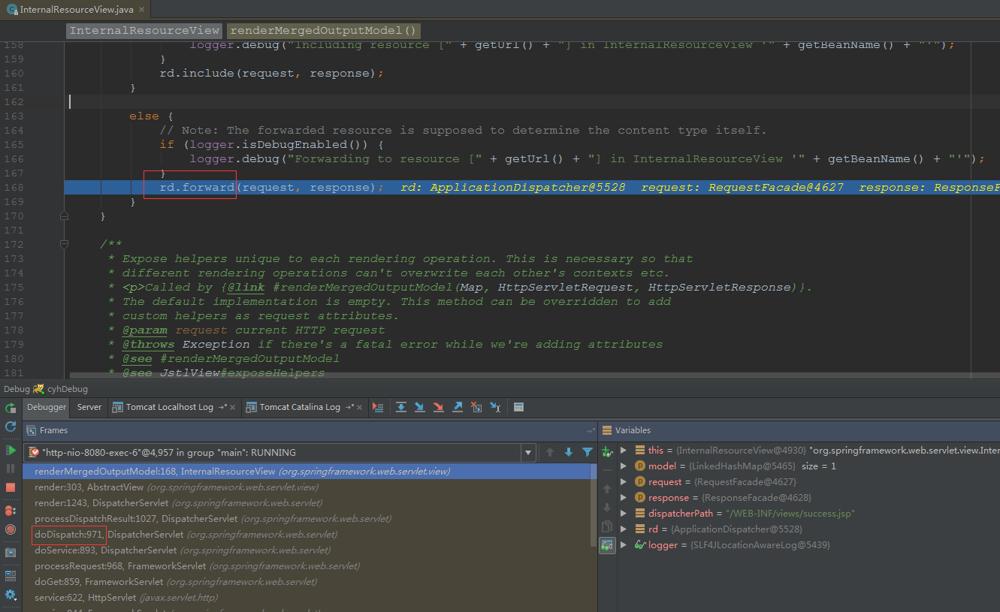 InternalResourceView.java ×
InternalResourceView renderMergedOutputModel()
158 logger.debug("Including resource [" + getUrl() + "] in InternalResourceView '" + getBeanName() + "'");
159 }
160 rd.include(request, response);
161 }
162
163 else {
164 // Note: The forwarded resource is supposed to determine the content type itself.
165 if (logger.isDebugEnabled()) {
166 logger.debug("Forwarding to resource [" + getUrl() + "] in InternalResourceView '" + getBeanName() + "'");
167 }
168 rd.forward(request, response); rd: ApplicationDispatcher@5528 request: RequestFacade@4627 response: ResponseF
169 }
170 }
171
172 /**
173 * Expose helpers unique to each rendering operation. This is necessary so that
174 * different rendering operations can't overwrite each other's contexts etc.
175 * <p>Called by {@link #renderMergedOutputModel(Map, HttpServletRequest, HttpServletResponse)}.
176 * The default implementation is empty. This method can be overridden to add
177 * custom helpers as request attributes.
178 * @param request current HTTP request
179 * @throws Exception if there's a fatal error while we're adding attributes
180 * @see #renderMergedOutputModel
181 * @see JstlView#exposeHelpers
Debug cyhDebug
Debugger Server Tomcat Localhost Log →* × Tomcat Catalina Log →* ×
Frames
"http-nio-8080-exec-6"@4,957 in group "main": RUNNING
renderMergedOutputModel:168, InternalResourceView (org.springframework.web.servlet.view)
render:303, AbstractView (org.springframework.web.servlet.view)
render:1243, DispatcherServlet (org.springframework.web.servlet)
processDispatchResult:1027, DispatcherServlet (org.springframework.web.servlet)
doDispatch:971, DispatcherServlet (org.springframework.web.servlet)
doService:893, DispatcherServlet (org.springframework.web.servlet)
processRequest:968, FrameworkServlet (org.springframework.web.servlet)
doGet:859, FrameworkServlet (org.springframework.web.servlet)
service:622, HttpServlet (javax.servlet.http)
Variables
this = {InternalResourceView@4930} "org.springframework.web.servlet.view.Inter
model = {LinkedHashMap@5465} size = 1
request = {RequestFacade@4627}
response = {ResponseFacade@4628}
dispatcherPath = "/WEB-INF/views/success.jsp"
rd = {ApplicationDispatcher@5528}
logger = {SLF4JLocationAwareLog@5439}